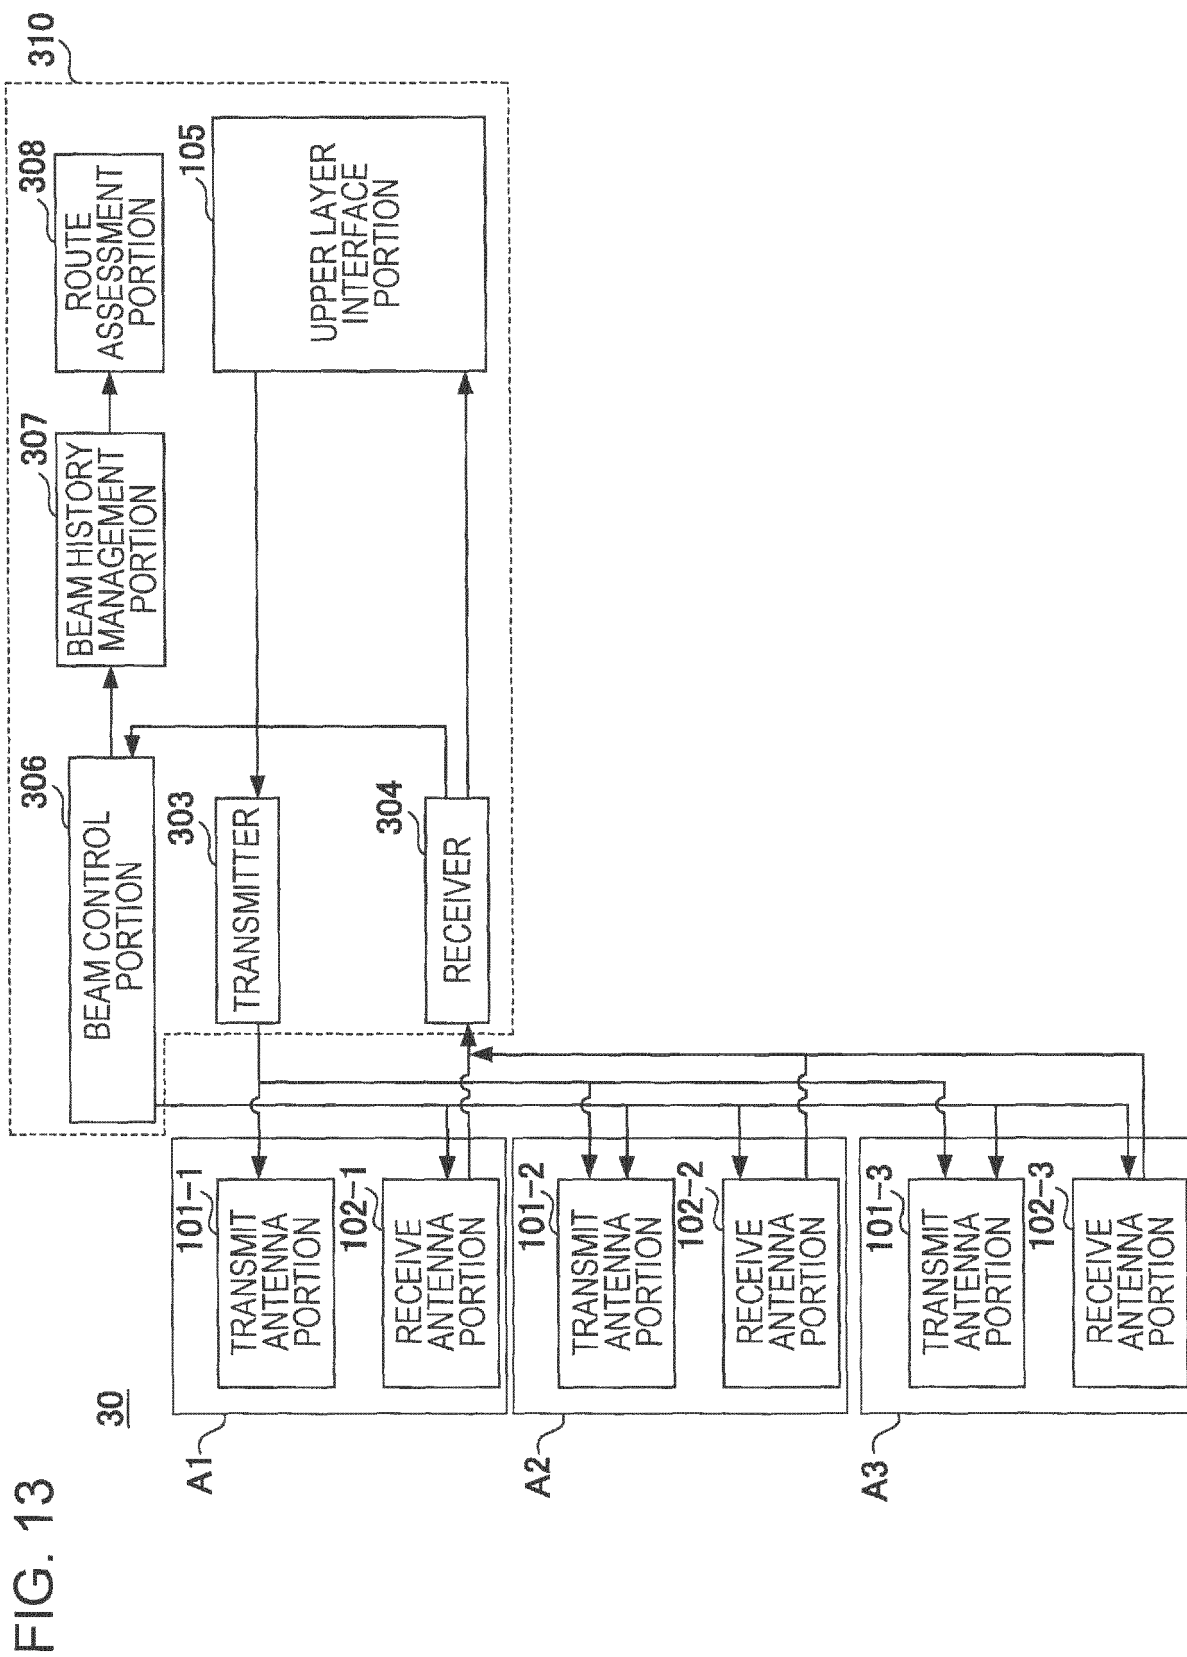 FIG. 13
30
310
306
BEAM CONTROL
PORTION
307
BEAM HISTORY
MANAGEMENT
PORTION
308
ROUTE
ASSESSMENT
PORTION
303
TRANSMITTER
105
UPPER LAYER
INTERFACE
PORTION
304
RECEIVER
A1
101-1
TRANSMIT
ANTENNA
PORTION
102-1
RECEIVE
ANTENNA
PORTION
A2
101-2
TRANSMIT
ANTENNA
PORTION
102-2
RECEIVE
ANTENNA
PORTION
A3
101-3
TRANSMIT
ANTENNA
PORTION
102-3
RECEIVE
ANTENNA
PORTION